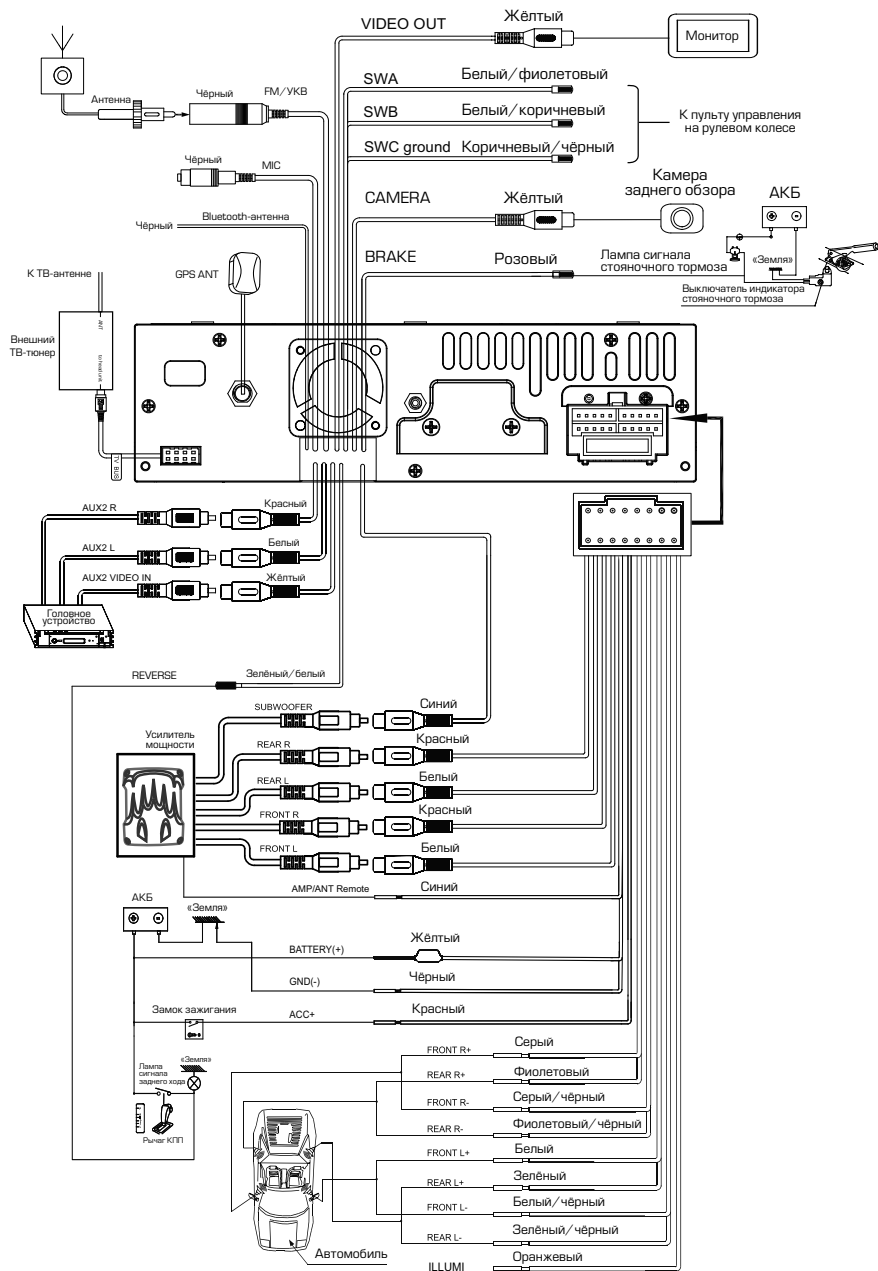 VIDEO OUT
Жёлтый
Монитор
SWA
Белый/фиолетовый
SWB
Белый/коричневый
SWC ground
Коричневый/чёрный
К пульту управления
на рулевом колесе
Антенна
Чёрный
FM/УКВ
Чёрный
MIC
CAMERA
Жёлтый
Камера
заднего обзора
АКБ
Bluetooth-антенна
Чёрный
BRAKE
Розовый
Лампа сигнала
стояночного тормоза
«Земля»
Выключатель индикатора
стояночного тормоза
К ТВ-антенне
GPS ANT
Внешний
ТВ-тюнер
ANT
to head unit
TV BUS
AUX2 R
Красный
AUX2 L
Белый
AUX2 VIDEO IN
Жёлтый
Головное
устройство
REVERSE
Зелёный/белый
Усилитель
мощности
SUBWOOFER
Синий
REAR R
Красный
REAR L
Белый
FRONT R
Красный
FRONT L
Белый
AMP/ANT Remote
Синий
АКБ
«Земля»
BATTERY(+)
Жёлтый
GND(-)
Чёрный
Замок зажигания
ACC+
Красный
Лампа
сигнала
заднего хода
«Земля»
Рычаг КПП
FRONT R+
Серый
REAR R+
Фиолетовый
FRONT R-
Серый/чёрный
REAR R-
Фиолетовый/чёрный
FRONT L+
Белый
REAR L+
Зелёный
FRONT L-
Белый/чёрный
REAR L-
Зелёный/чёрный
Автомобиль
ILLUMI
Оранжевый